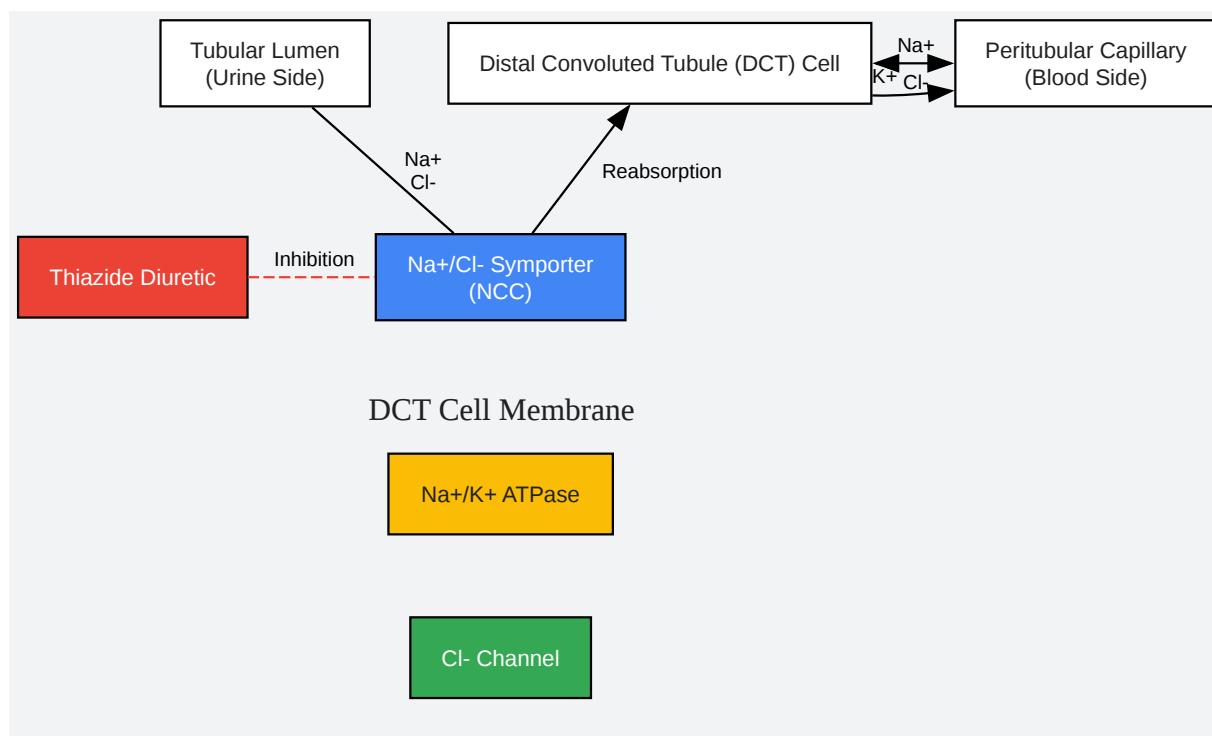 Tubular Lumen
(Urine Side)
Distal Convoluted Tubule (DCT) Cell
Na+
K+
Cl-
Peritubular Capillary
(Blood Side)
Na+
Cl-
Reabsorption
Thiazide Diuretic
Inhibition
Na+/Cl- Symporter
(NCC)
DCT Cell Membrane
Na+/K+ ATPase
Cl- Channel